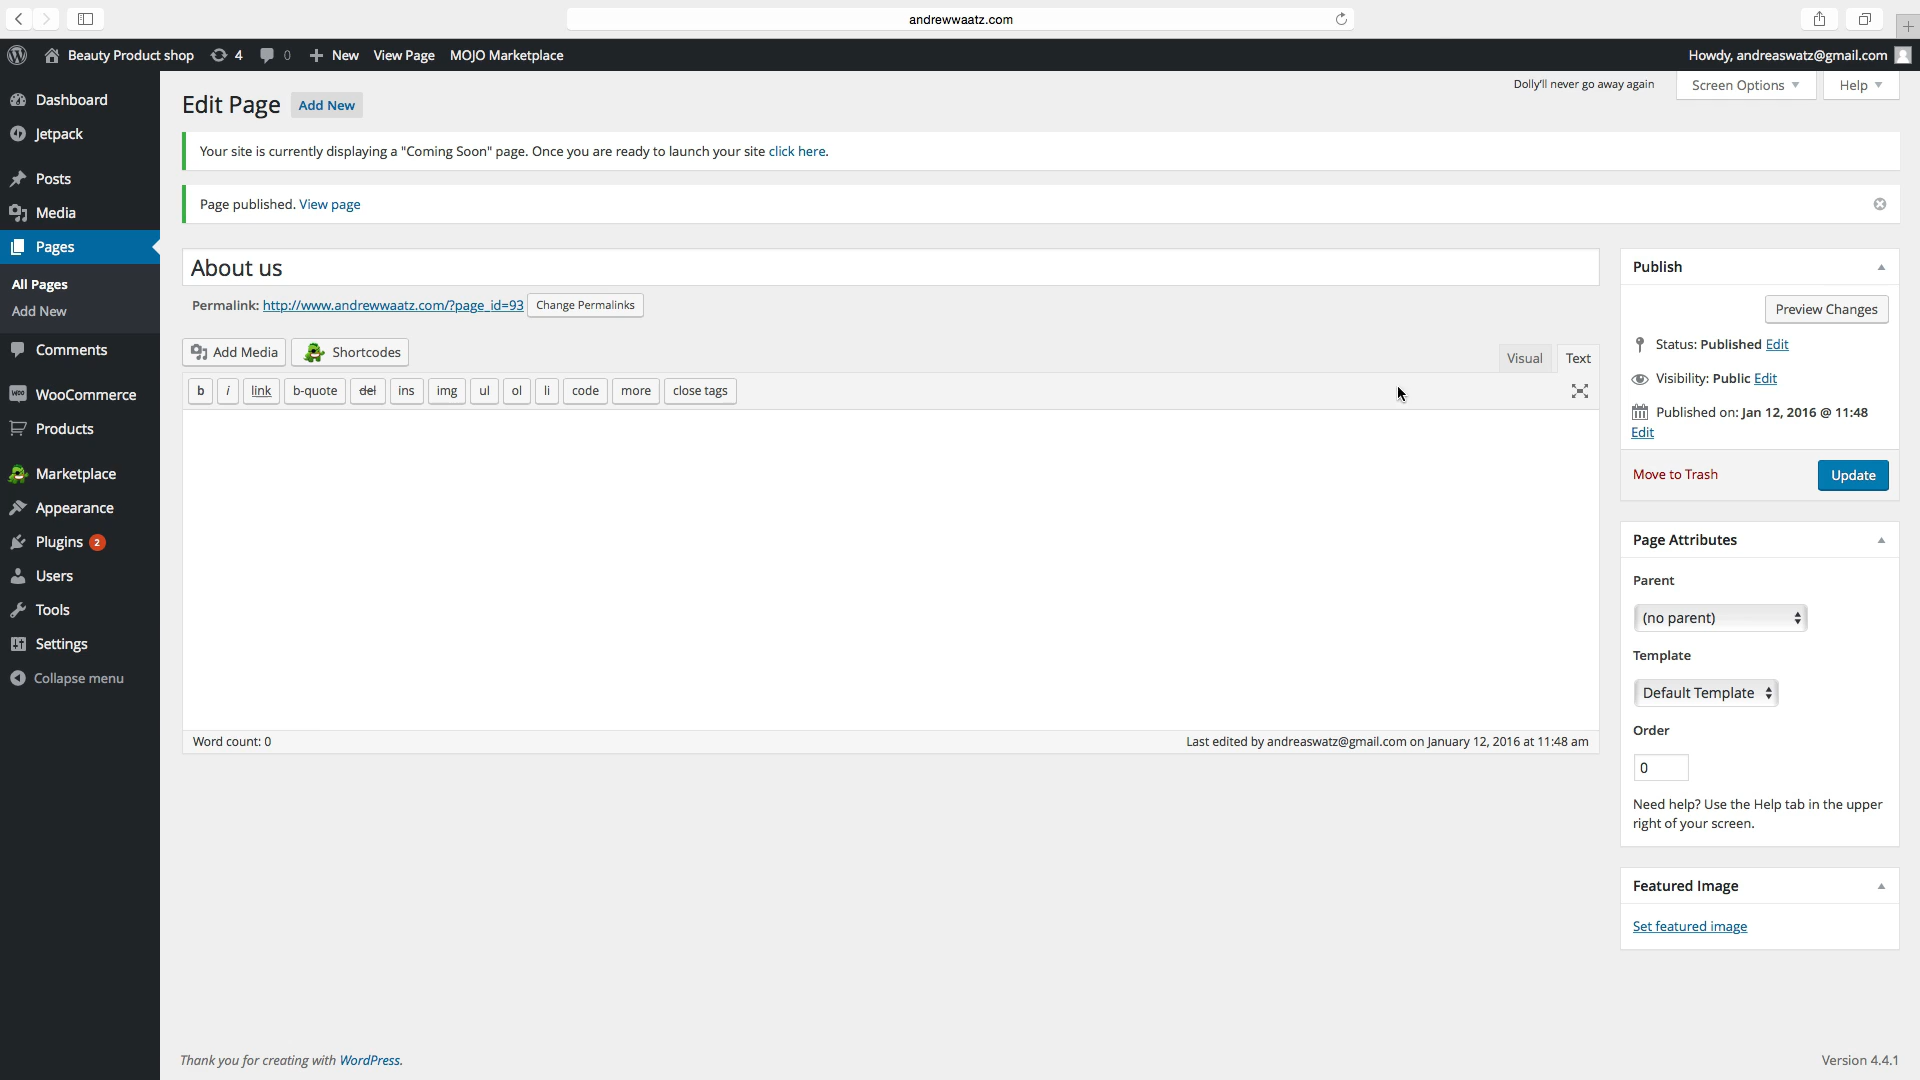 andrewwaatz.com
Beauty Product shop 4 0 New View Page MOJO Marketplace Howdy, andreaswatz@gmail.com
Dashboard
Jetpack
Posts
Media
Pages
All Pages
Add New
Comments
WooCommerce
Products
Marketplace
Appearance
Plugins 2
Users
Tools
Settings
Collapse menu
Dolly'll never go away again Screen Options Help
Edit Page Add New
Your site is currently displaying a "Coming Soon" page. Once you are ready to launch your site click here.
Page published. View page
About us
Permalink: http://www.andrewwaatz.com/?page_id=93 Change Permalinks
Add Media Shortcodes Visual Text
b i link b-quote del ins img ul ol li code more close tags
Word count: 0 Last edited by andreaswatz@gmail.com on January 12, 2016 at 11:48 am
Publish
Preview Changes
Status: Published Edit
Visibility: Public Edit
Published on: Jan 12, 2016 @ 11:48
Edit
Move to Trash Update
Page Attributes
Parent
(no parent)
Template
Default Template
Order
0
Need help? Use the Help tab in the upper
right of your screen.
Featured Image
Set featured image
Thank you for creating with WordPress. Version 4.4.1